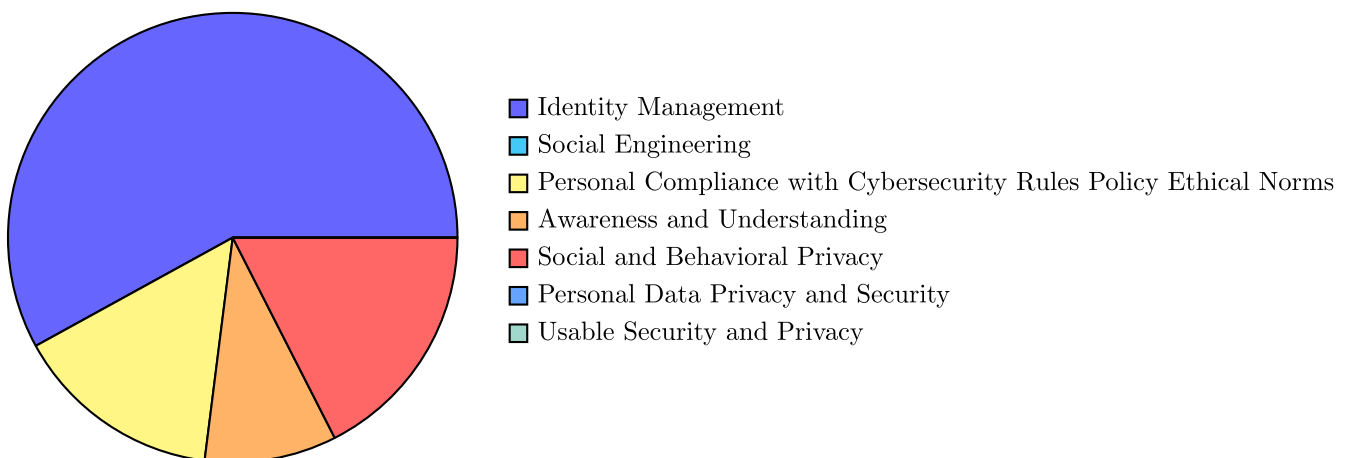 Identity Management
Social Engineering
Personal Compliance with Cybersecurity Rules Policy Ethical Norms
Awareness and Understanding
Social and Behavioral Privacy
Personal Data Privacy and Security
Usable Security and Privacy